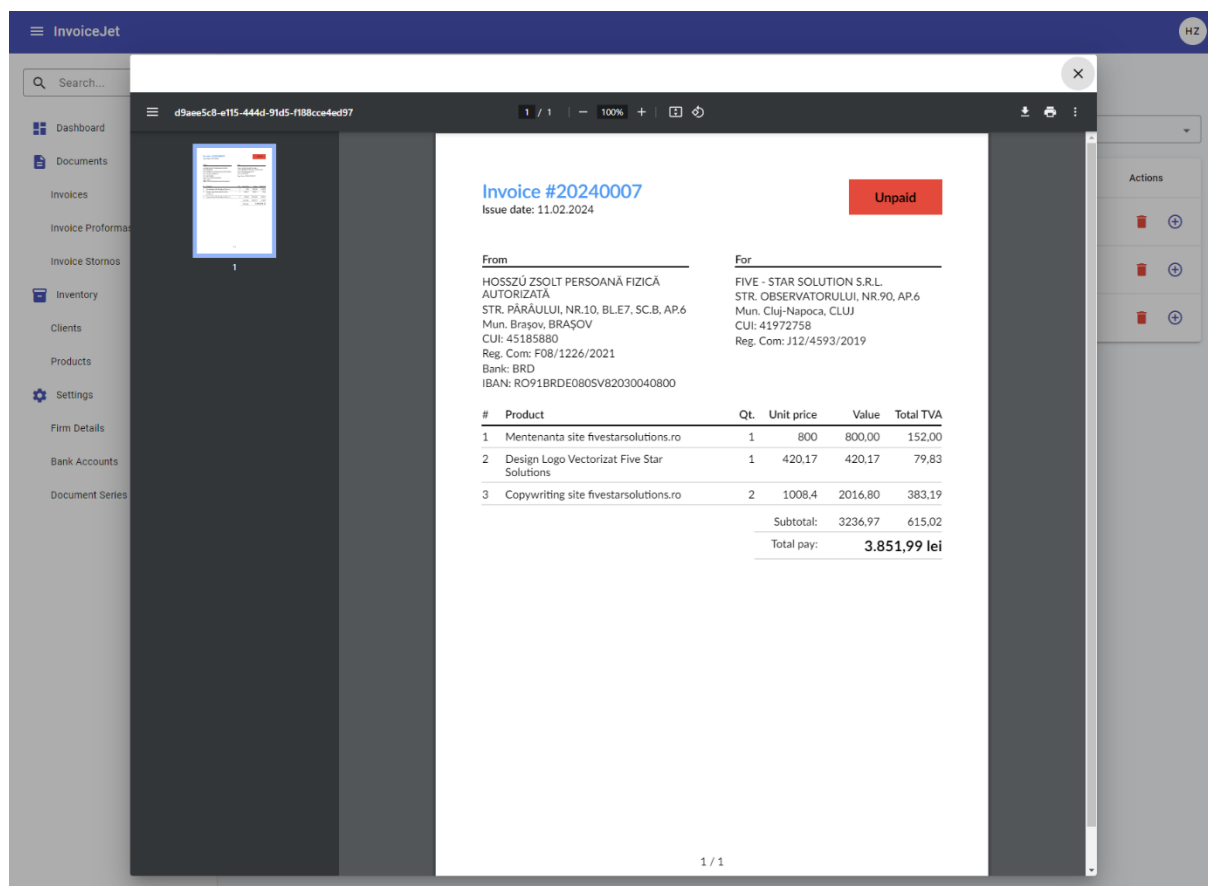 InvoiceJet
HZ
Search...
Dashboard
Documents
Invoices
Invoice Proformas
Invoice Stornos
Inventory
Clients
Products
Settings
Firm Details
Bank Accounts
Document Series
Actions
d9aee5c8-e115-444d-91d5-f188cce4ed97
1 / 1
100%
1
Invoice #20240007
Issue date: 11.02.2024
Unpaid
From
HOSSZÚ ZSOLT PERSOANĂ FIZICĂ
AUTORIZATĂ
STR. PÂRÂULUI, NR.10, BL.E7, SC.B, AP.6
Mun. Braşov, BRAŞOV
CUI: 45185880
Reg. Com: F08/1226/2021
Bank: BRD
IBAN: RO91BRDE080SV82030040800
For
FIVE - STAR SOLUTION S.R.L.
STR. OBSERVATORULUI, NR.90, AP.6
Mun. Cluj-Napoca, CLUJ
CUI: 41972758
Reg. Com: J12/4593/2019
# Product Qt. Unit price Value Total TVA
1 Mentenanta site fivestarsolutions.ro 1 800 800,00 152,00
2 Design Logo Vectorizat Five Star 1 420,17 420,17 79,83
Solutions
3 Copywriting site fivestarsolutions.ro 2 1008,4 2016,80 383,19
Subtotal: 3236,97 615,02
Total pay: 3.851,99 lei
1 / 1